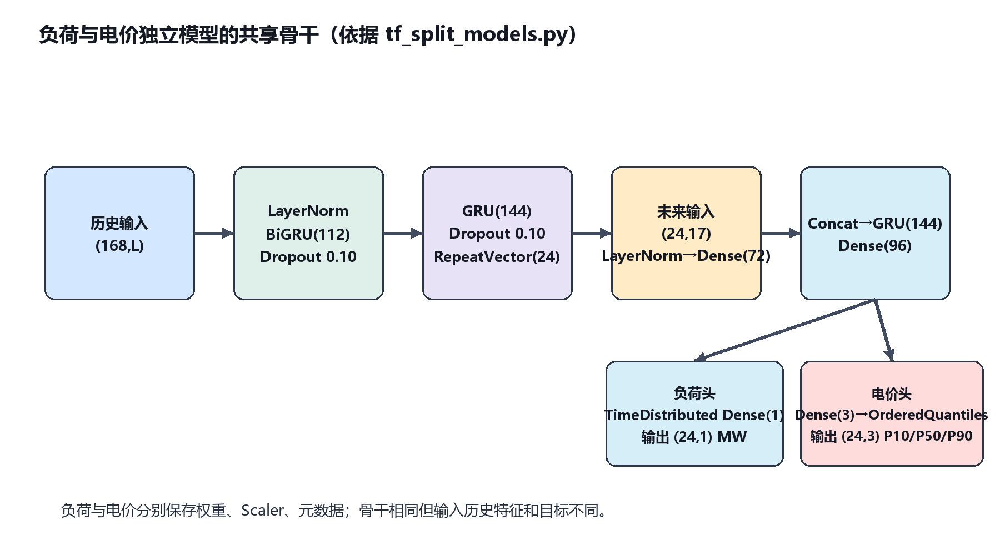 负荷与电价独立模型的共享骨干（依据 tf_split_models.py）
历史输入
(168,L)
LayerNorm
BiGRU(112)
Dropout 0.10
GRU(144)
Dropout 0.10
RepeatVector(24)
未来输入
(24,17)
LayerNorm→Dense(72)
Concat→GRU(144)
Dense(96)
负荷头
TimeDistributed Dense(1)
输出 (24,1) MW
电价头
Dense(3)→OrderedQuantiles
输出 (24,3) P10/P50/P90
负荷与电价分别保存权重、Scaler、元数据；骨干相同但输入历史特征和目标不同。